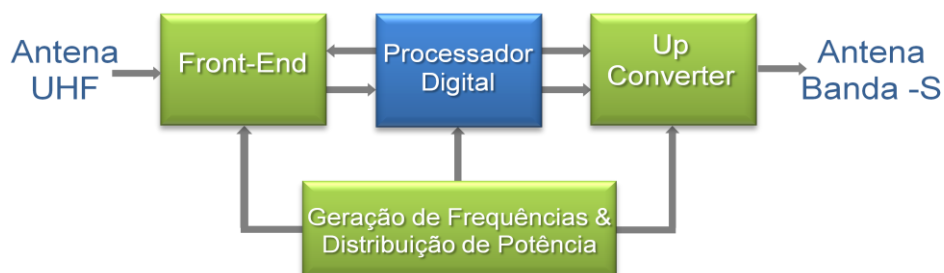 Antena
UHF
Front-End
Processador
Digital
Up
Converter
Antena
Banda -S
Geração de Frequências &
Distribuição de Potência